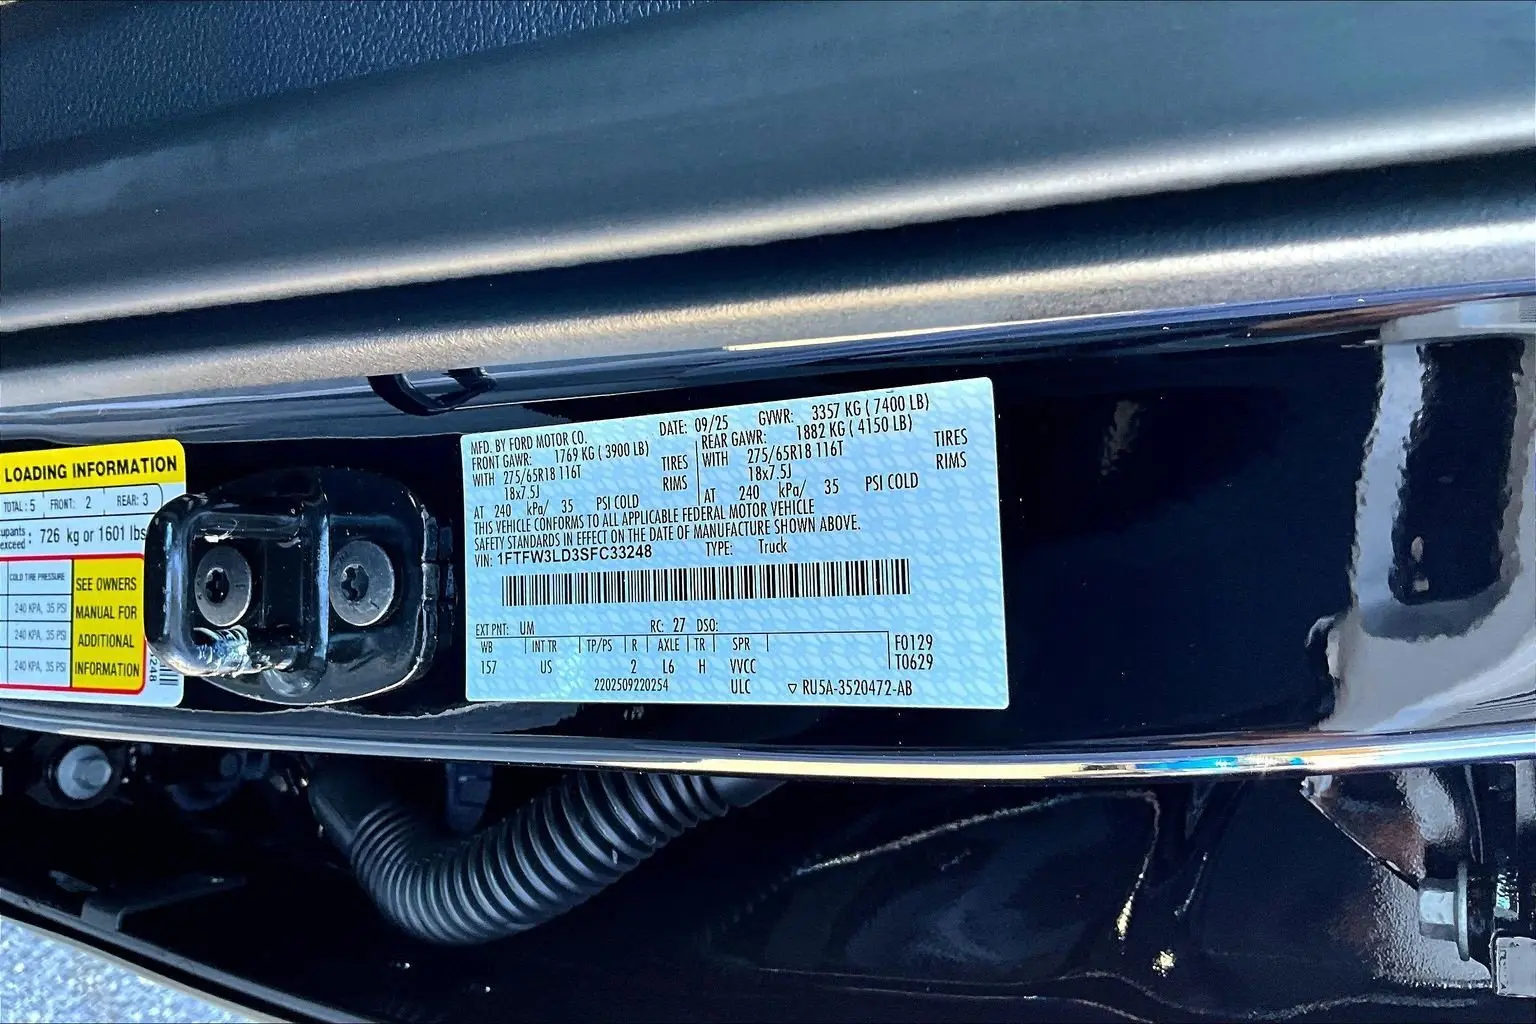 LOADING INFORMATION
TOTAL: 5 FRONT: 2 REAR: 3
726 kg or 1601 lbs
COLD TIRE PRESSURE
240 KPA, 35 PSI
240 KPA, 35 PSI
240 KPA, 35 PSI
SEE OWNERS
MANUAL FOR
ADDITIONAL
INFORMATION
MFD. BY FORD MOTOR CO.
DATE: 09/25 GVWR: 3357 KG ( 7400 LB)
FRONT GAWR: 1769 KG ( 3900 LB)
WITH 275/65R18 116T TIRES
18x7.5J RIMS
AT 240 kPa/ 35 PSI COLD
REAR GAWR: 1882 KG ( 4150 LB)
WITH 275/65R18 116T TIRES
18x7.5J RIMS
AT 240 kPa/ 35 PSI COLD
THIS VEHICLE CONFORMS TO ALL APPLICABLE FEDERAL MOTOR VEHICLE
SAFETY STANDARDS IN EFFECT ON THE DATE OF MANUFACTURE SHOWN ABOVE.
VIN: 1FTFW3LD3SFC33248 TYPE: Truck
EXT PNT: UM RC: 27 DSO:
WB INT TR TP/PS R AXLE TR SPR F0129
157 US 2 L6 H VVCC T0629
2202509220254 ULC ▽ RU5A-3520472-AB